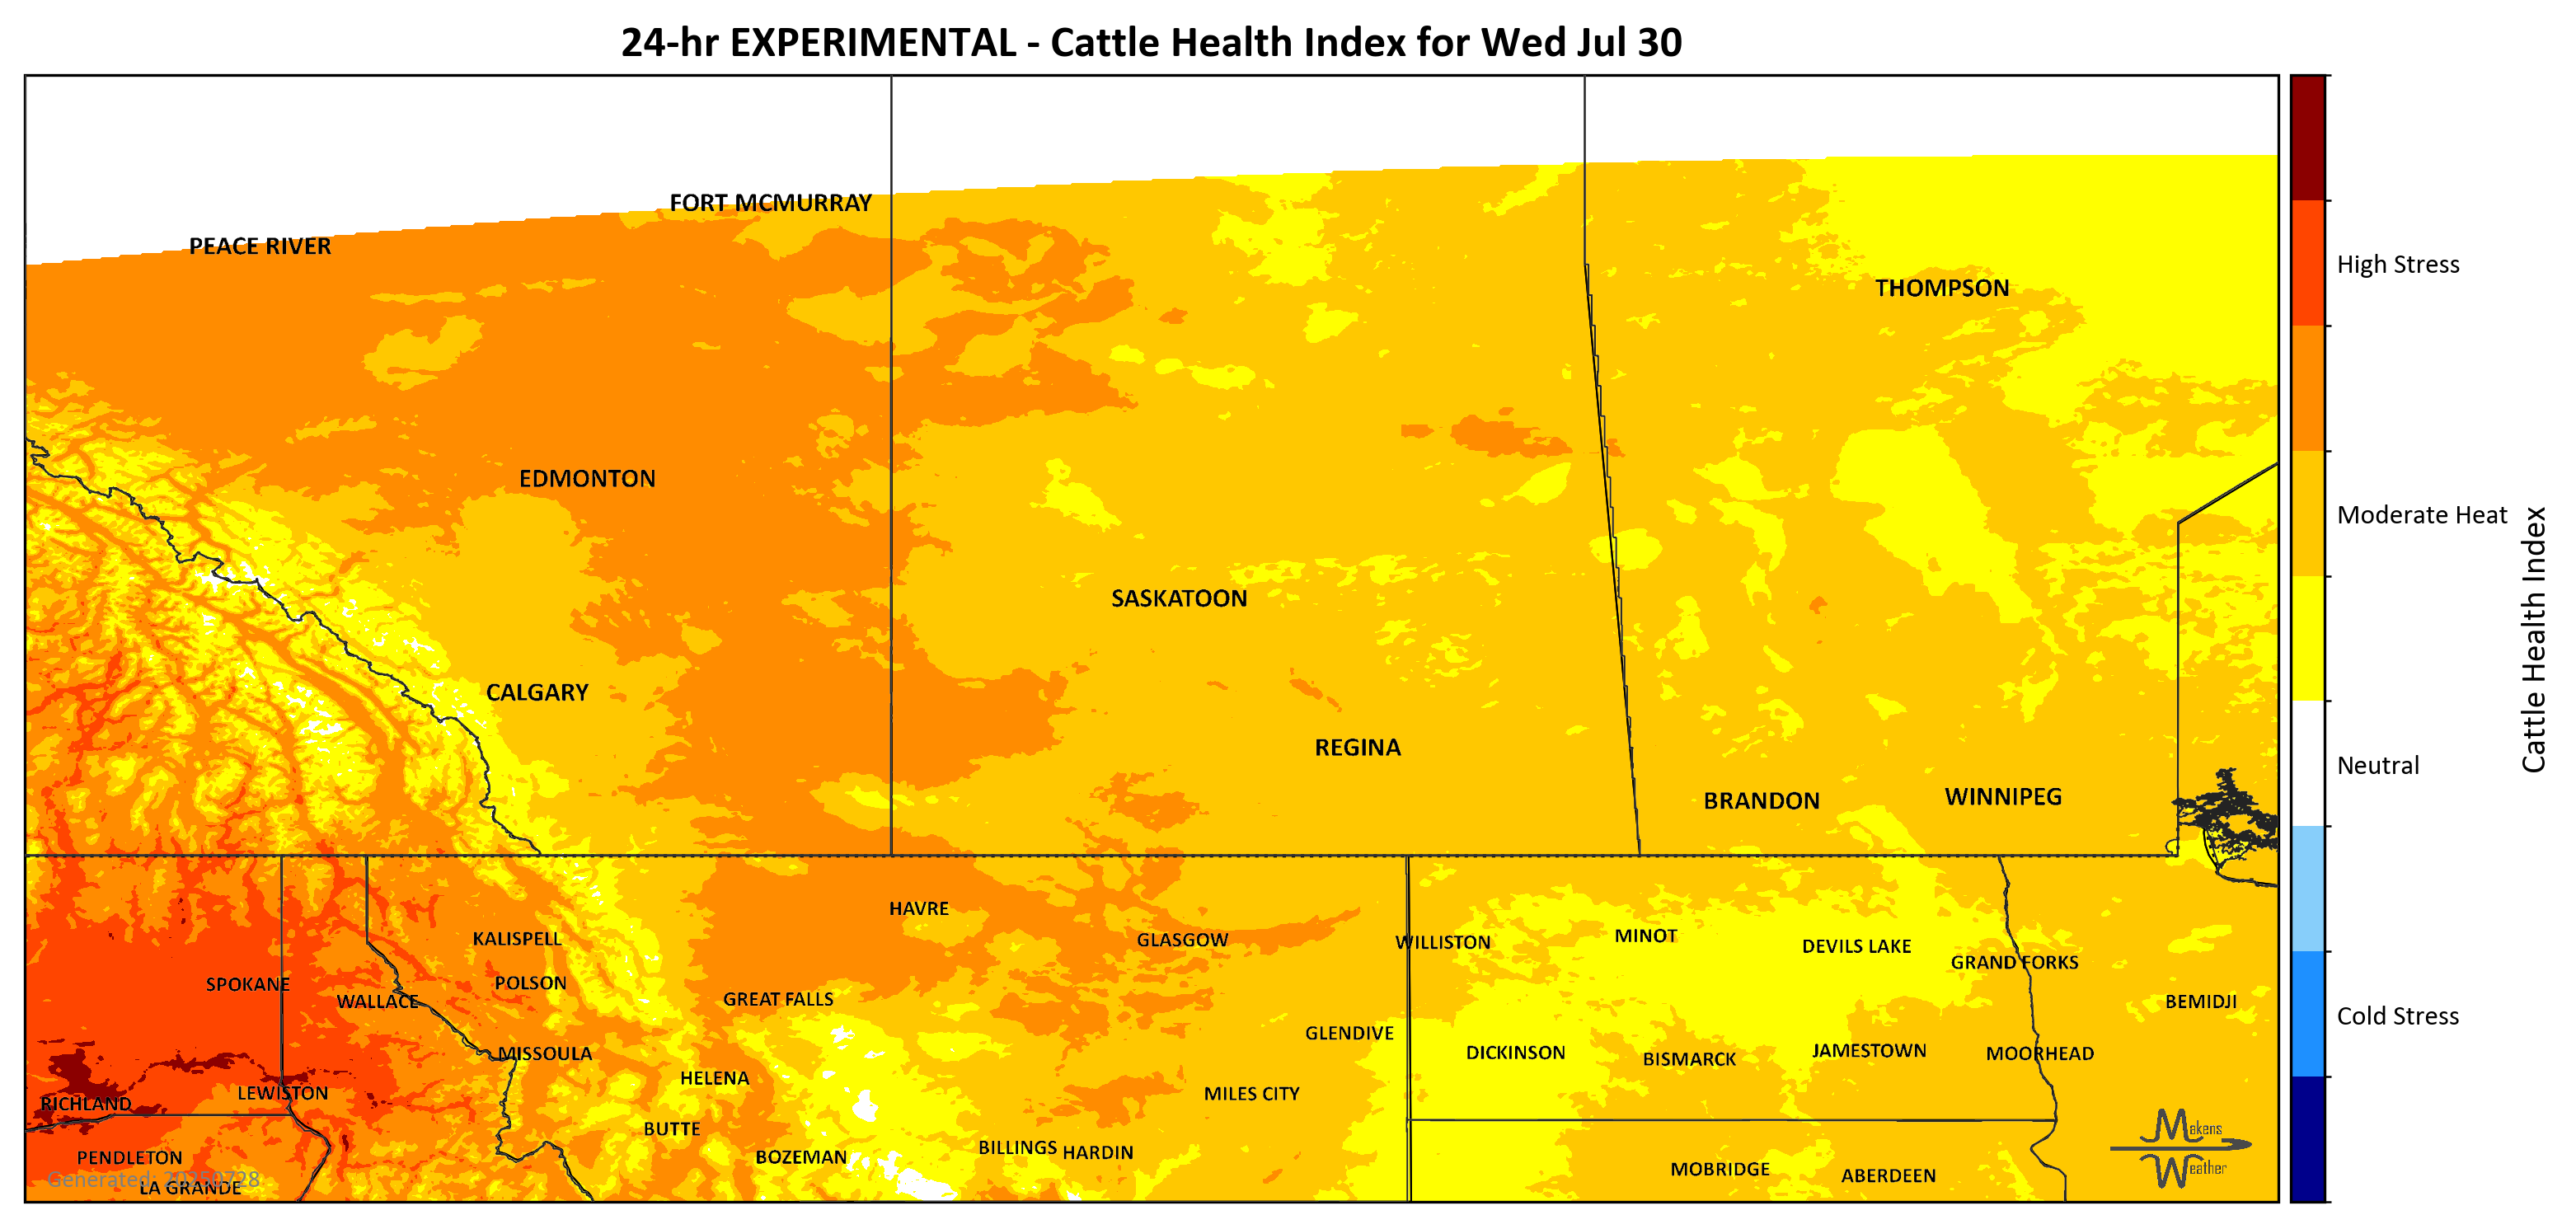 24-hr EXPERIMENTAL - Cattle Health Index for Wed Jul 30
FORT MCMURRAY
PEACE RIVER
THOMPSON
EDMONTON
SASKATOON
CALGARY
REGINA
BRANDON
WINNIPEG
HAVRE
KALISPELL
GLASGOW
WILLISTON
MINOT
DEVILS LAKE
GRAND FORKS
SPOKANE
POLSON
WALLACE
GREAT FALLS
BEMIDJI
GLENDIVE
MISSOULA
DICKINSON
BISMARCK
JAMESTOWN
MOORHEAD
HELENA
LEWISTON
MILES CITY
RICHLAND
BUTTE
BILLINGS
HARDIN
PENDLETON
BOZEMAN
MOBRIDGE
ABERDEEN
Generated: 20250728
LA GRANDE
Makens
Weather
High Stress
Moderate Heat
Neutral
Cold Stress
Cattle Health Index